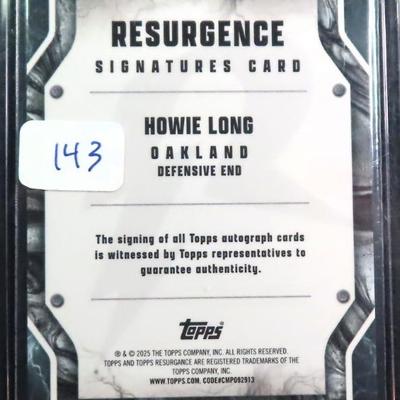 RESURGENCE
SIGNATURES CARD
HOWIE LONG
OAKLAND
DEFENSIVE END
143
The signing of all Topps autograph cards
is witnessed by Topps representatives to
guarantee authenticity.
topps
® & © 2025 THE TOPPS COMPANY, INC. ALL RIGHTS RESERVED.
TOPPS AND TOPPS RESURGANCE ARE REGISTERED TRADEMARKS OF THE
TOPPS COMPANY, INC.
WWW.TOPPS.COM. CODE#CMP092913